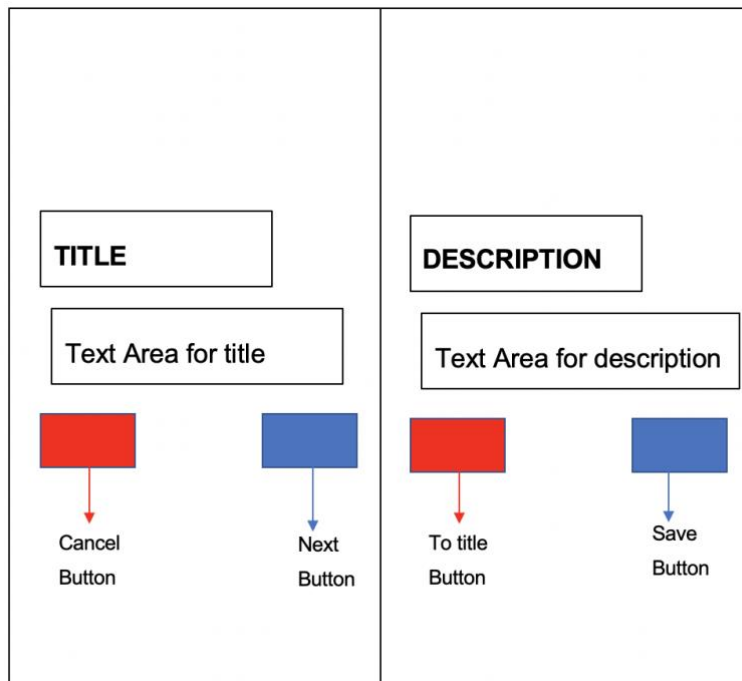 TITLE
Text Area for title
Cancel
Button
Next
Button
DESCRIPTION
Text Area for description
To title
Button
Save
Button